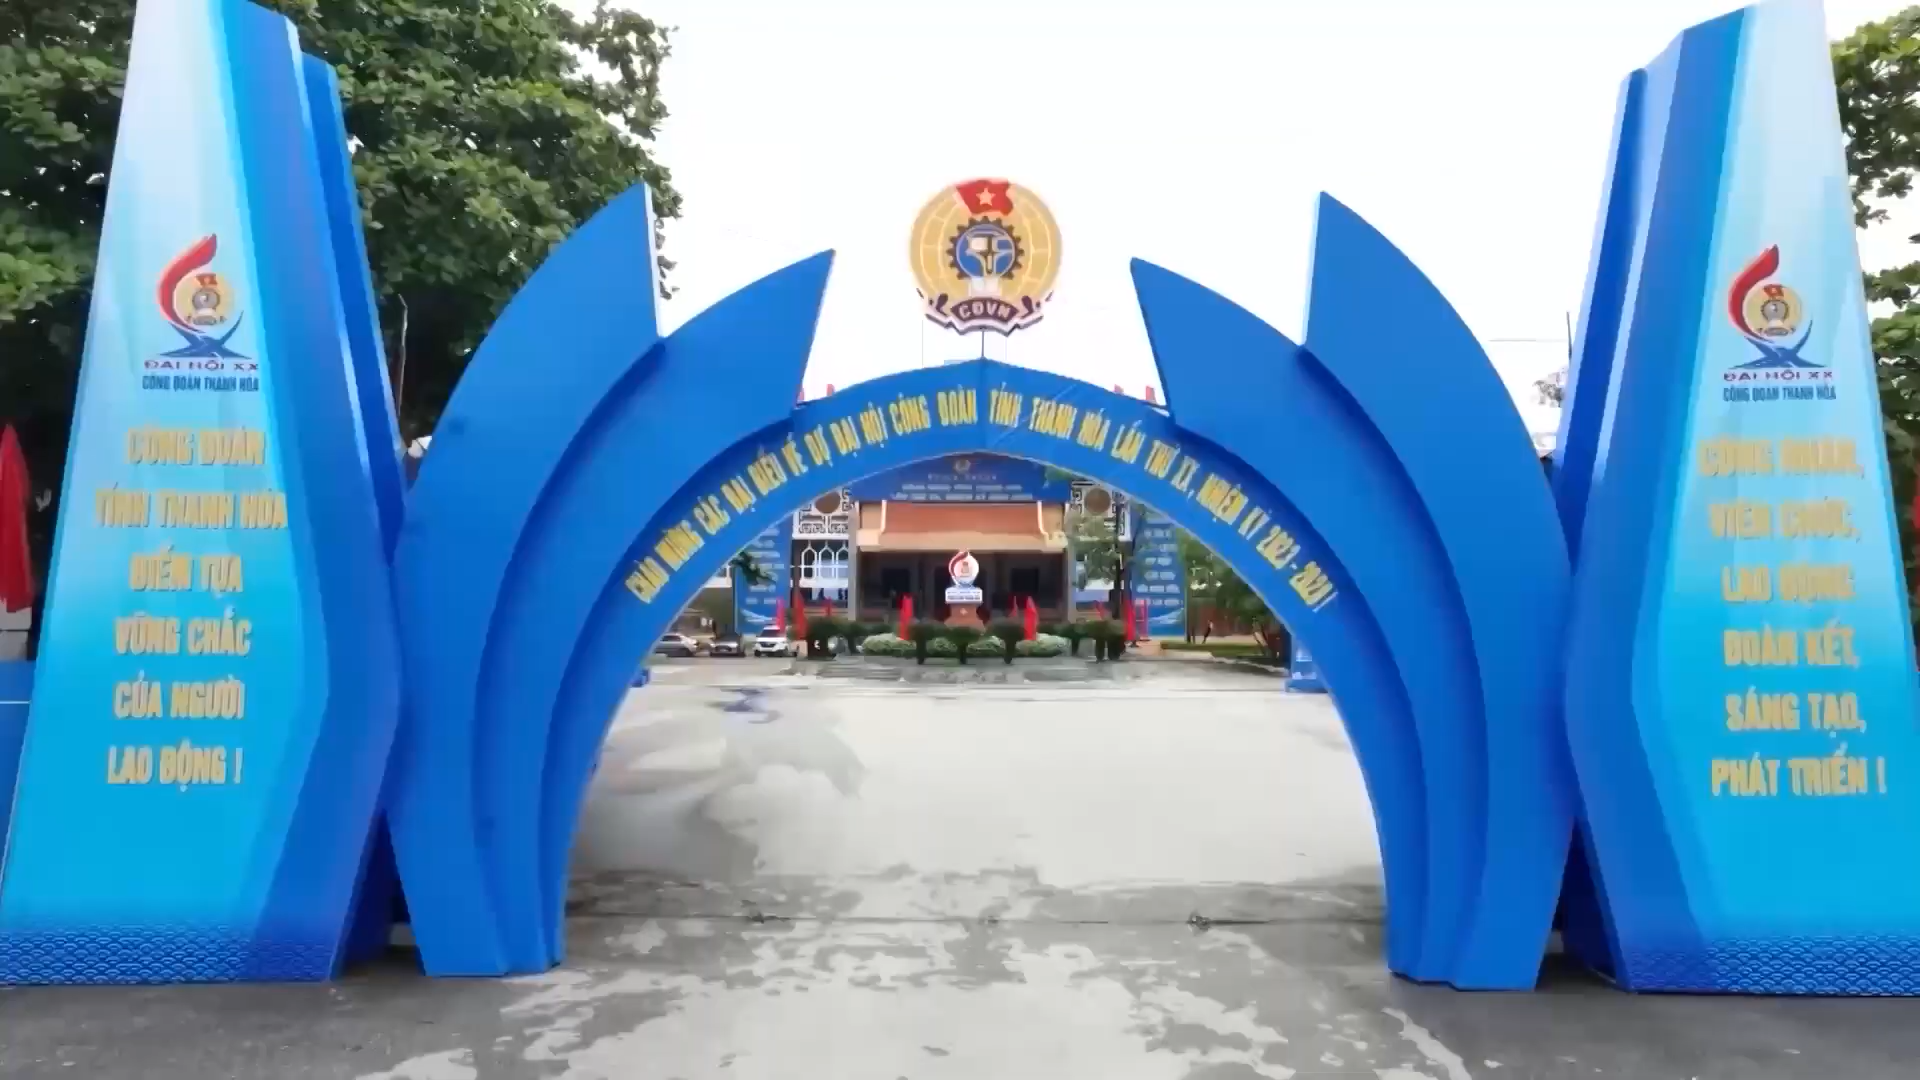 CĐVN
CHÀO MỪNG CÁC ĐẠI BIỂU VỀ DỰ ĐẠI HỘI CÔNG ĐOÀN TỈNH THANH HÓA LẦN THỨ XX, NHIỆM KỲ 2023 - 2028 !
ĐẠI HỘI XX
CÔNG ĐOÀN THANH HÓA
CÔNG ĐOÀN
TỈNH THANH HÓA
ĐIỂM TỰA
VỮNG CHẮC
CỦA NGƯỜI
LAO ĐỘNG !
ĐẠI HỘI XX
CÔNG ĐOÀN THANH HÓA
CÔNG NHÂN,
VIÊN CHỨC,
LAO ĐỘNG
ĐOÀN KẾT,
SÁNG TẠO,
PHÁT TRIỂN !